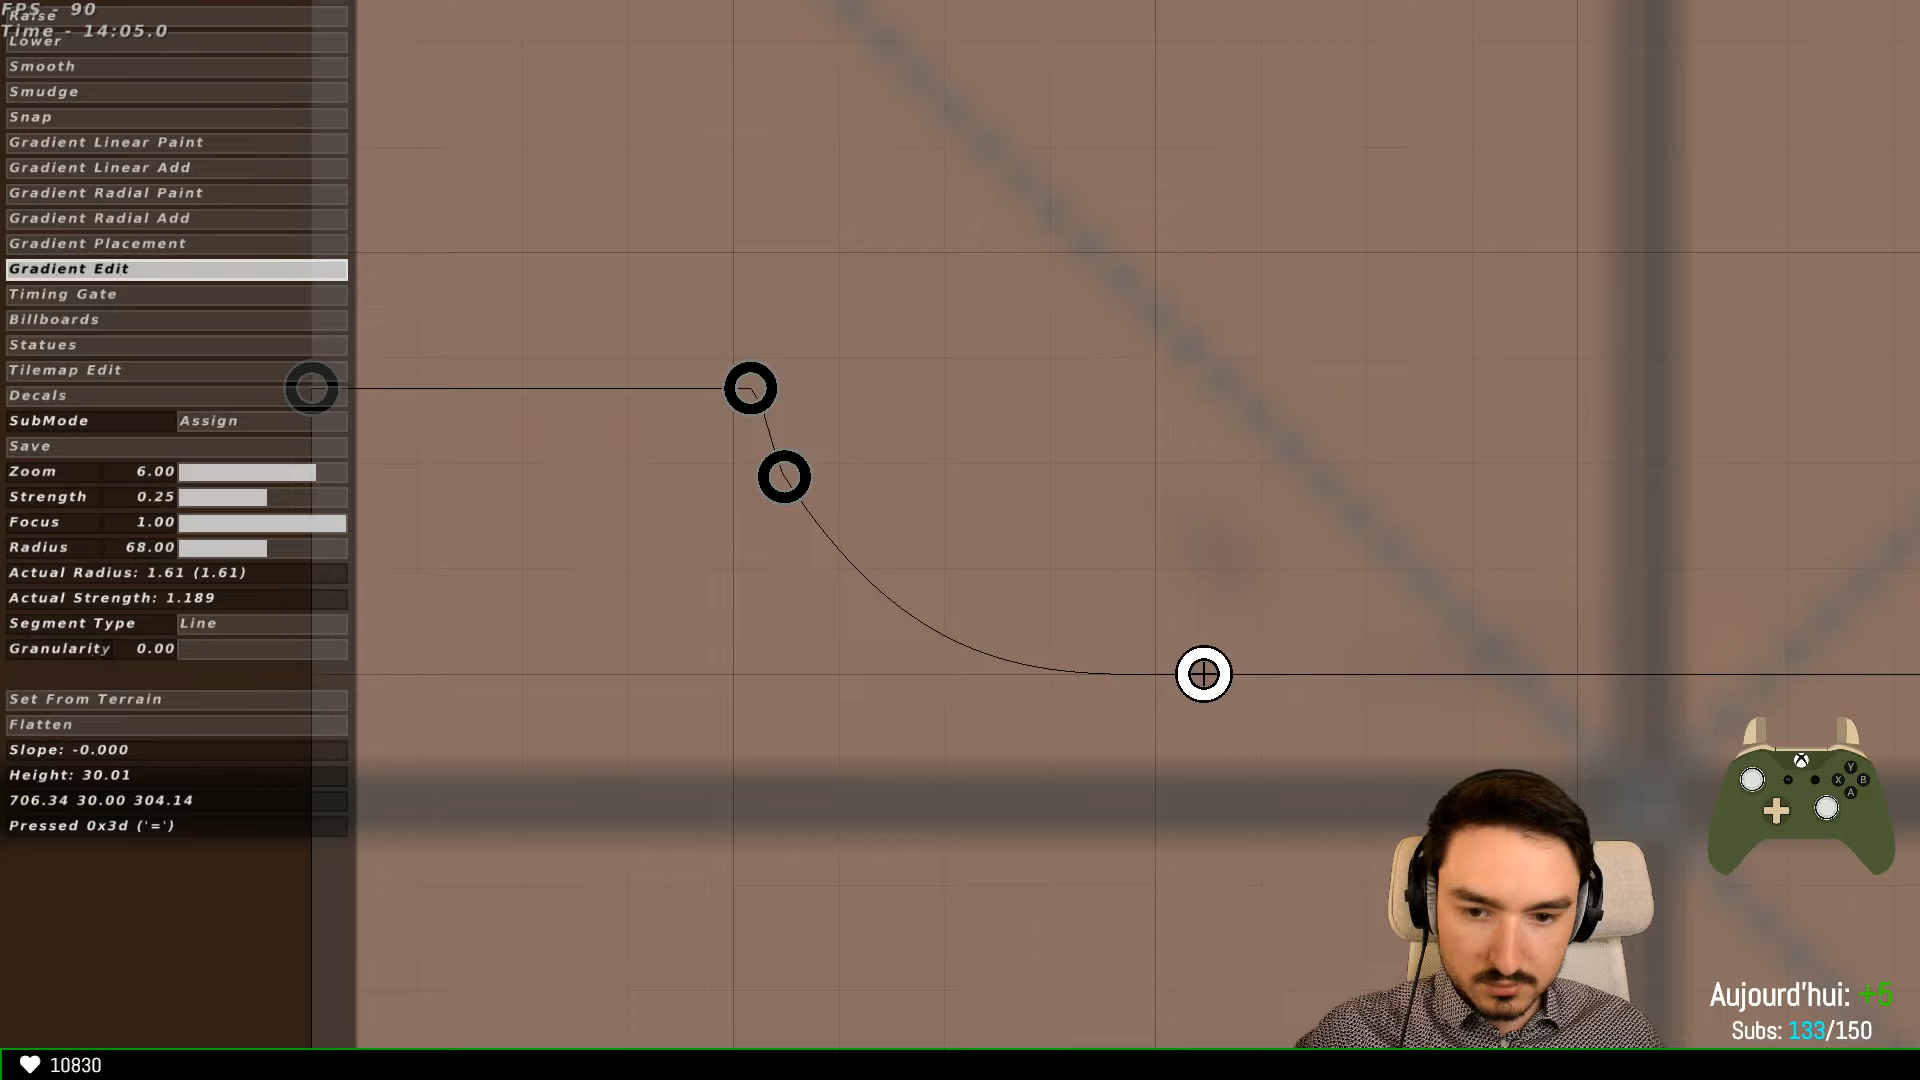 FPS - 90
Raise
Time - 14:05.0
Lower
Smooth
Smudge
Snap
Gradient Linear Paint
Gradient Linear Add
Gradient Radial Paint
Gradient Radial Add
Gradient Placement
Gradient Edit
Timing Gate
Billboards
Statues
Tilemap Edit
Decals
SubMode Assign
Save
Zoom 6.00
Strength 0.25
Focus 1.00
Radius 68.00
Actual Radius: 1.61 (1.61)
Actual Strength: 1.189
Segment Type Line
Granularity 0.00
Set From Terrain
Flatten
Slope: -0.000
Height: 30.01
706.34 30.00 304.14
Pressed 0x3d ('=')
Y
X B
A
Aujourd'hui: +5
Subs: 133/150
10830